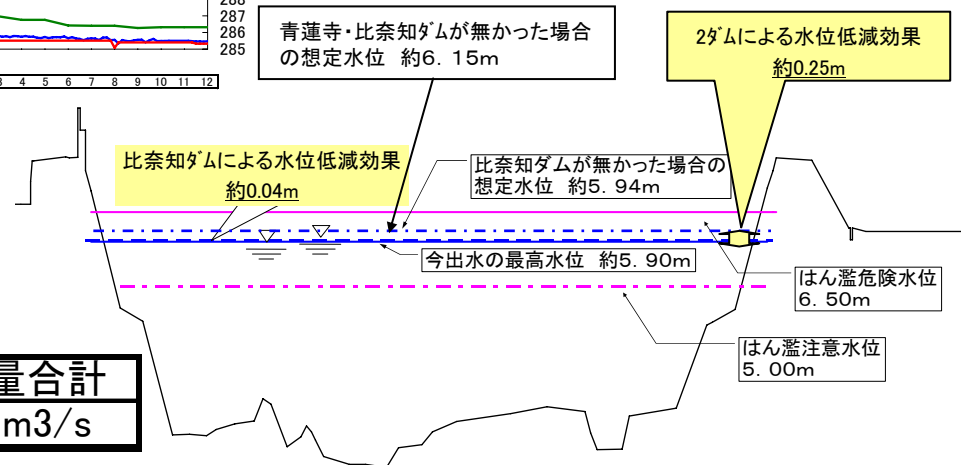 288
287
286
285
3 4 5 6 7 8 9 10 11 12
青蓮寺・比奈知ダムが無かった場合
の想定水位 約6.15m
2ダムによる水位低減効果
約0.25m
比奈知ダムによる水位低減効果
約0.04m
比奈知ダムが無かった場合の
想定水位 約5.94m
今出水の最高水位 約5.90m
はん濫危険水位
6.50m
はん濫注意水位
5.00m
量合計
m3/s